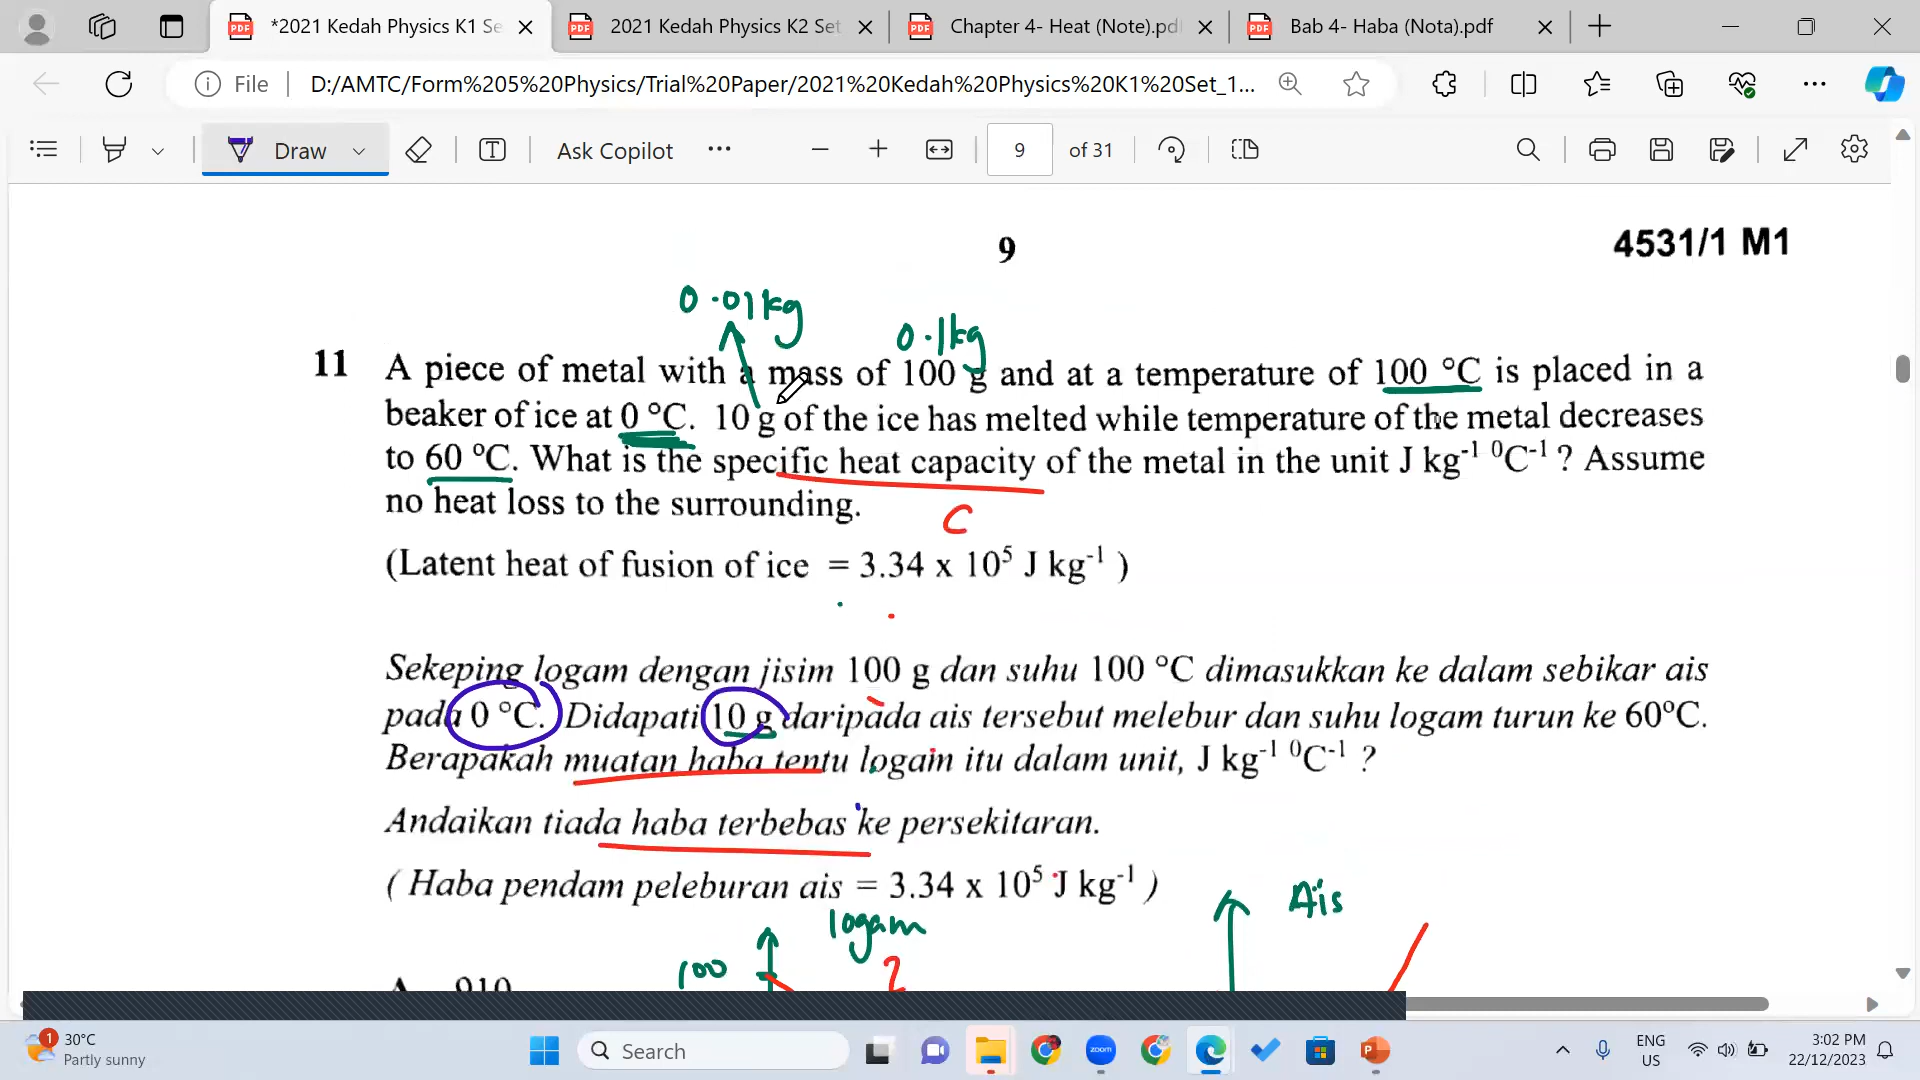 *2021 Kedah Physics K1 Se
2021 Kedah Physics K2 Set
Chapter 4- Heat (Note).pdf
Bab 4- Haba (Nota).pdf
File
D:/AMTC/Form%205%20Physics/Trial%20Paper/2021%20Kedah%20Physics%20K1%20Set_1...
Draw
Ask Copilot
9 of 31
9
4531/1 M1
0.01kg
0.1kg
11 A piece of metal with a mass of 100 g and at a temperature of 100 °C is placed in a
beaker of ice at 0 °C. 10 g of the ice has melted while temperature of the metal decreases
to 60 °C. What is the specific heat capacity of the metal in the unit J kg⁻¹ ⁰C⁻¹ ? Assume
no heat loss to the surrounding.
C
(Latent heat of fusion of ice = 3.34 x 10⁵ J kg⁻¹ )
Sekeping logam dengan jisim 100 g dan suhu 100 °C dimasukkan ke dalam sebikar ais
pada 0 °C. Didapati 10 g daripada ais tersebut melebur dan suhu logam turun ke 60°C.
Berapakah muatan haba tentu logam itu dalam unit, J kg⁻¹ ⁰C⁻¹ ?
Andaikan tiada haba terbebas ke persekitaran.
( Haba pendam peleburan ais = 3.34 x 10⁵ J kg⁻¹ )
logam
Ais
100
2
A 910
1
30°C
Partly sunny
Search
zoom
ENG
US
3:02 PM
22/12/2023